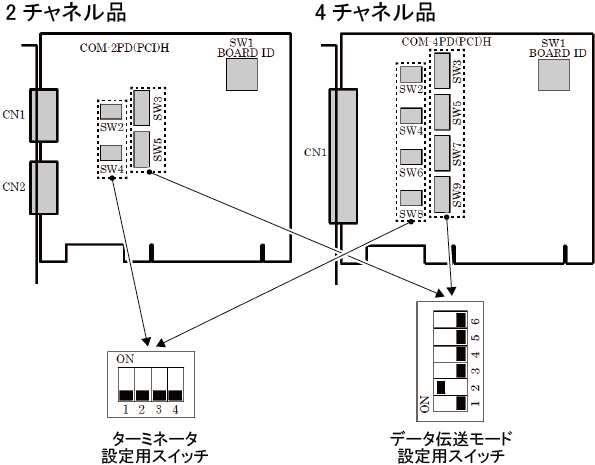 2 チャネル品
4 チャネル品
COM-2PD(PCI)H
SW1
BOARD ID
CN1
CN2
SW2
SW4
SW3
SW5
COM-4PD(PCI)H
SW1
BOARD ID
CN1
SW2
SW4
SW6
SW8
SW3
SW5
SW7
SW9
ON
1 2 3 4
ターミネータ
設定用スイッチ
ON
1 2 3 4 5 6
データ伝送モード
設定用スイッチ